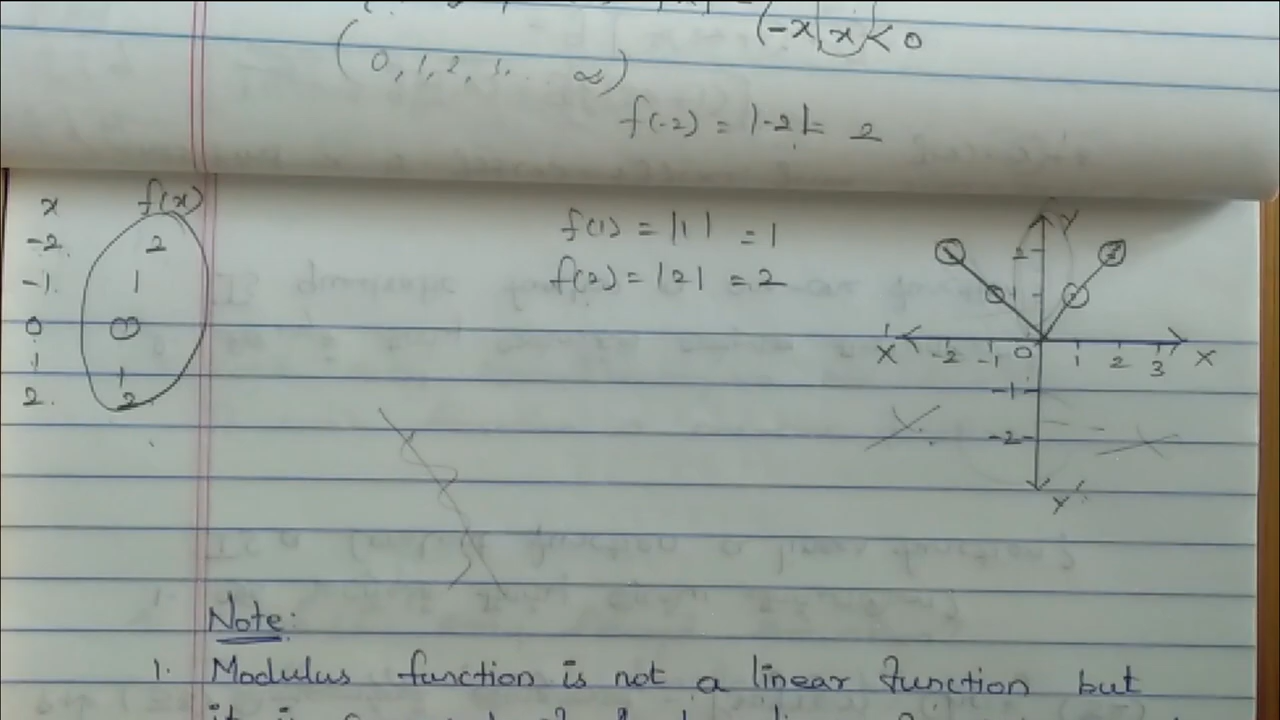 (-x x < 0
(0, 1, 2, 3, ... ∞)
f(-2) = |-2| = 2
x f(x)
-2 2
-1 1
0 0
1 1
2 2
f(1) = |1| = 1
f(2) = |2| = 2
Y
2
1
X' -2 -1 0 1 2 3 X
-1
-2
Y'
Note:
1. Modulus function is not a linear function but
it is